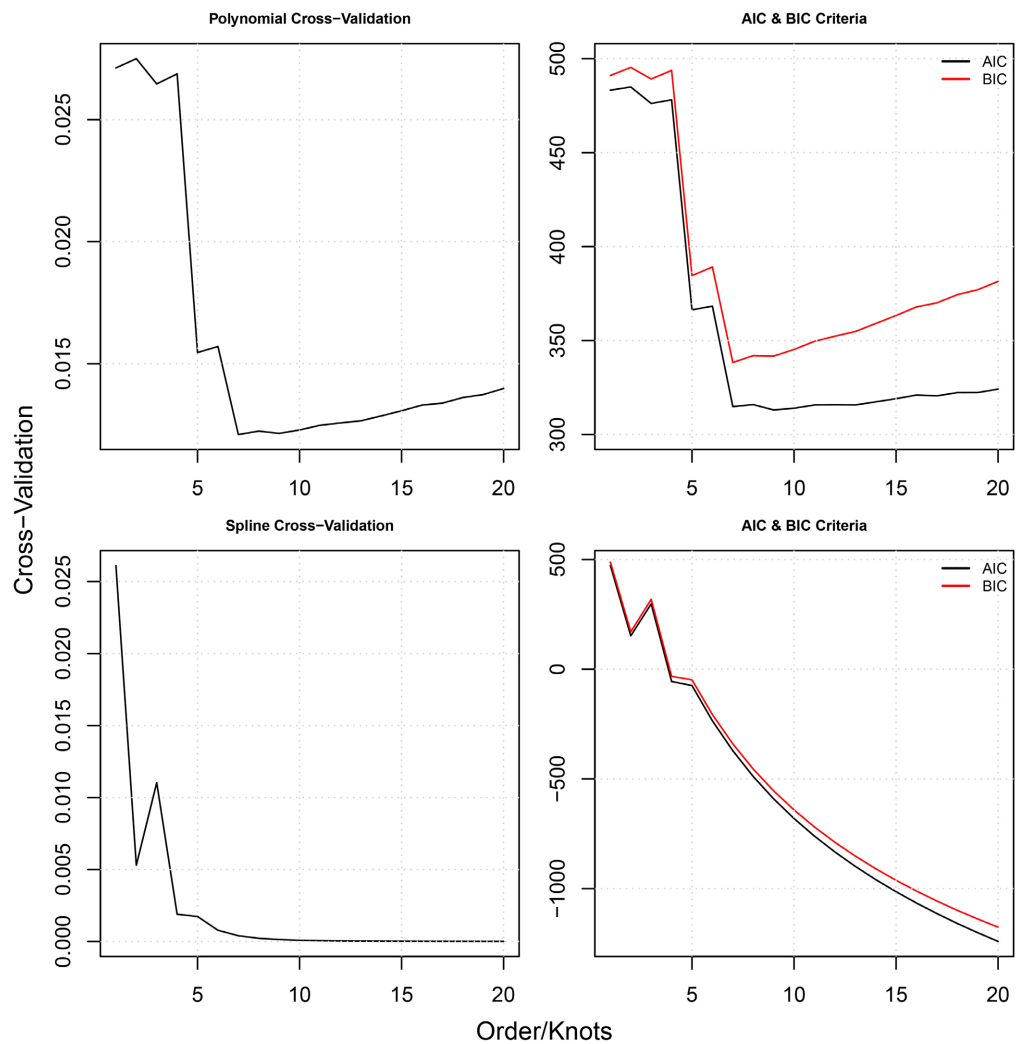 Polynomial Cross−Validation
0.025
0.020
0.015
5 10 15 20
AIC & BIC Criteria
AIC
BIC
500
450
400
350
300
5 10 15 20
Cross−Validation
Spline Cross−Validation
0.025
0.020
0.015
0.010
0.005
0.000
5 10 15 20
AIC & BIC Criteria
AIC
BIC
500
0
−500
−1000
5 10 15 20
Order/Knots